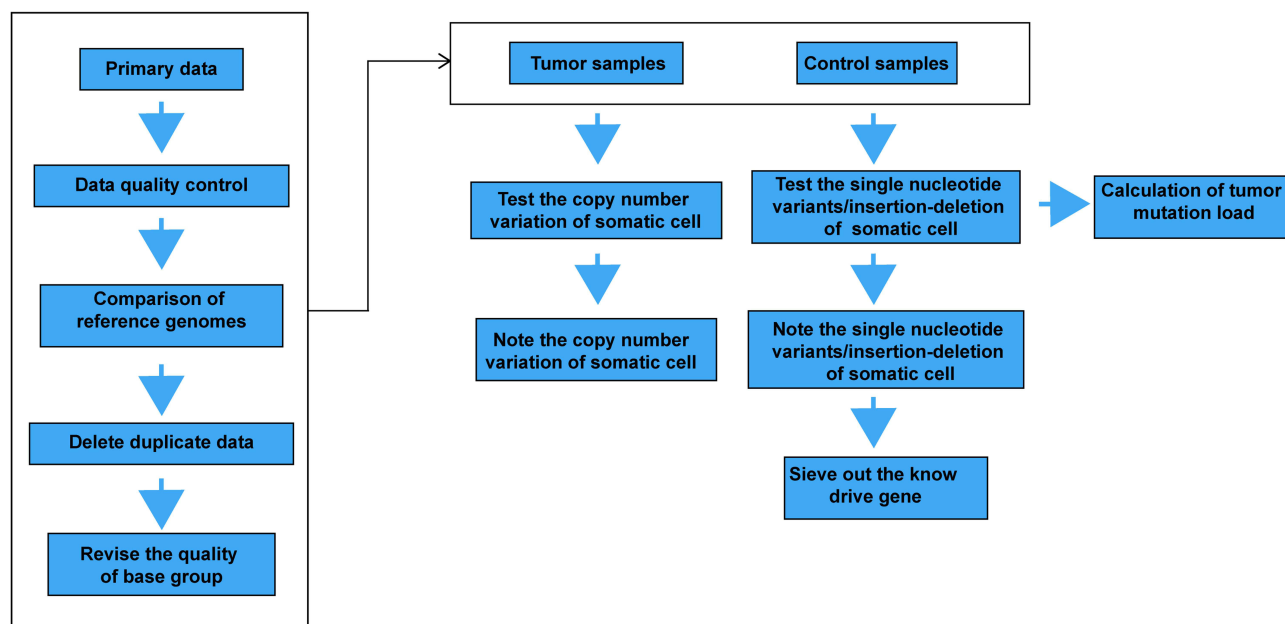 Primary data
Data quality control
Comparison of
reference genomes
Delete duplicate data
Revise the quality
of base group
Tumor samples
Control samples
Test the copy number
variation of somatic cell
Note the copy number
variation of somatic cell
Test the single nucleotide
variants/insertion-deletion
of somatic cell
Calculation of tumor
mutation load
Note the single nucleotide
variants/insertion-deletion
of somatic cell
Sieve out the know
drive gene